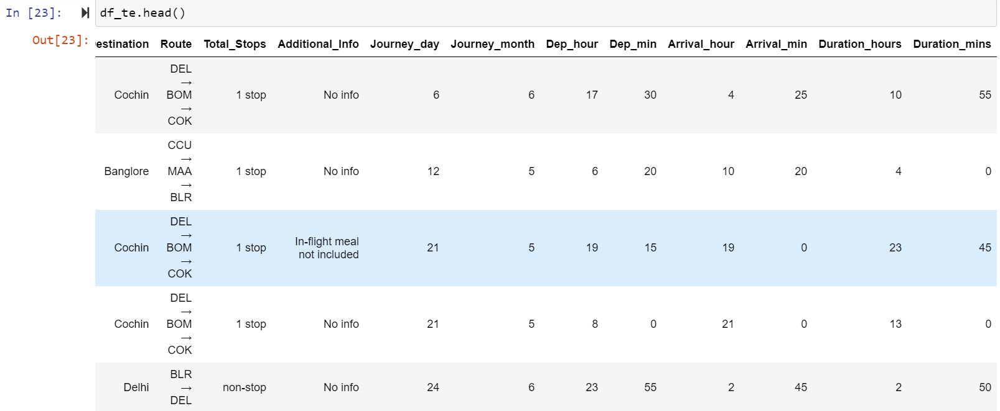 In [23]: df_te.head()
Out[23]:
estination Route Total_Stops Additional_Info Journey_day Journey_month Dep_hour Dep_min Arrival_hour Arrival_min Duration_hours Duration_mins
DEL
→
Cochin BOM 1 stop No info 6 6 17 30 4 25 10 55
→
COK
CCU
→
Banglore MAA 1 stop No info 12 5 6 20 10 20 4 0
→
BLR
DEL
→
Cochin BOM 1 stop In-flight meal not included 21 5 19 15 19 0 23 45
→
COK
DEL
→
Cochin BOM 1 stop No info 21 5 8 0 21 0 13 0
→
COK
BLR
Delhi → non-stop No info 24 6 23 55 2 45 2 50
DEL